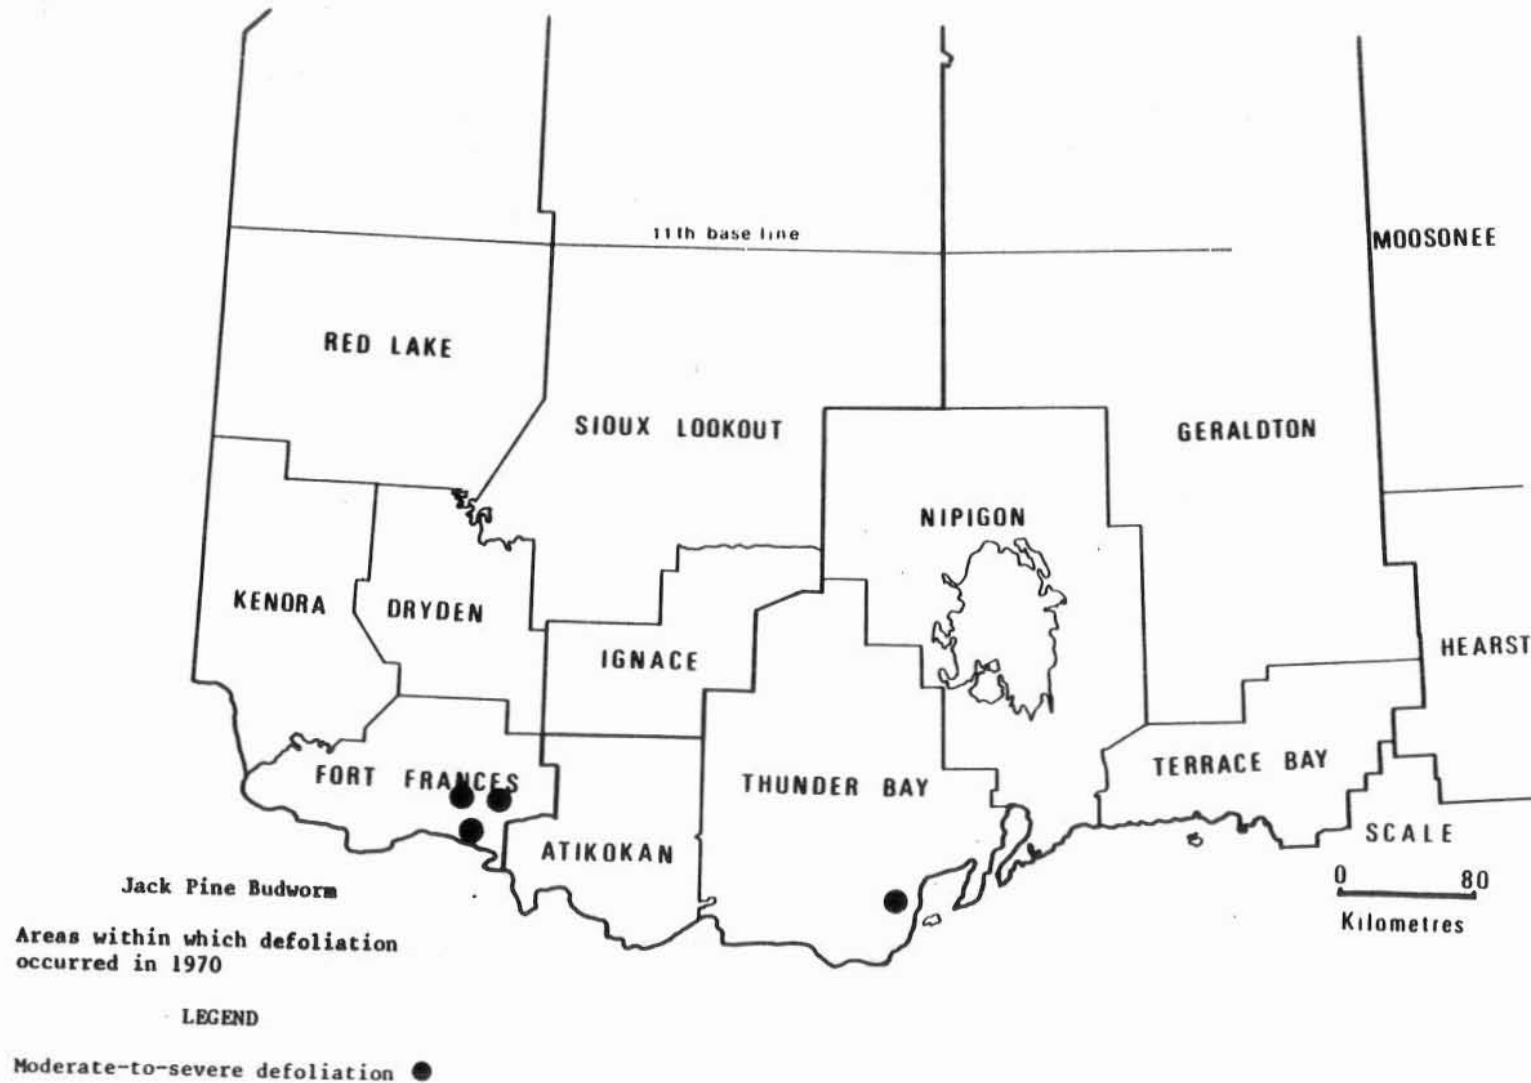 11th base line
MOOSONEE
RED LAKE
SIOUX LOOKOUT
GERALDTON
NIPIGON
KENORA
DRYDEN
IGNACE
HEARST
FORT FRANCES
THUNDER BAY
TERRACE BAY
ATIKOKAN
SCALE
0 80
Kilometres
Jack Pine Budworm
Areas within which defoliation
occurred in 1970
LEGEND
Moderate-to-severe defoliation